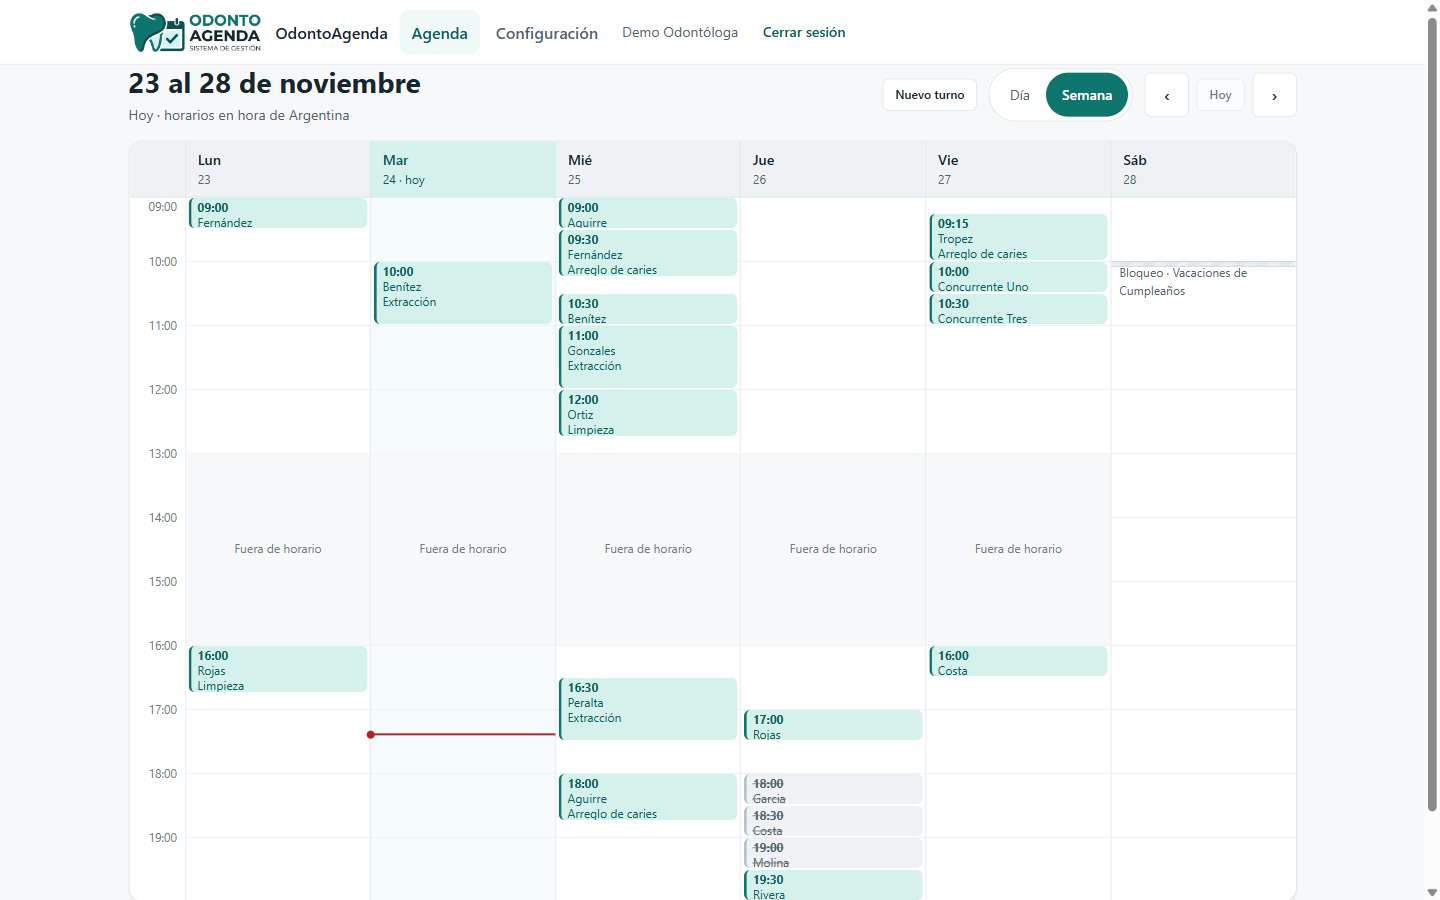 ODONTO
AGENDA
SISTEMA DE GESTIÓN
OdontoAgenda
Agenda
Configuración
Demo Odontóloga
Cerrar sesión
23 al 28 de noviembre
Hoy · horarios en hora de Argentina
Nuevo turno
Día
Semana
‹
Hoy
›
Lun
23
Mar
24 · hoy
Mié
25
Jue
26
Vie
27
Sáb
28
09:00
10:00
11:00
12:00
13:00
14:00
15:00
16:00
17:00
18:00
19:00
09:00
Fernández
Fuera de horario
16:00
Rojas
Limpieza
10:00
Benítez
Extracción
Fuera de horario
09:00
Aguirre
09:30
Fernández
Arreglo de caries
10:30
Benítez
11:00
Gonzales
Extracción
12:00
Ortiz
Limpieza
Fuera de horario
16:30
Peralta
Extracción
18:00
Aguirre
Arreglo de caries
Fuera de horario
17:00
Rojas
18:00
Garcia
18:30
Costa
19:00
Molina
19:30
Rivera
09:15
Tropez
Arreglo de caries
10:00
Concurrente Uno
10:30
Concurrente Tres
Fuera de horario
16:00
Costa
Bloqueo · Vacaciones de
Cumpleaños